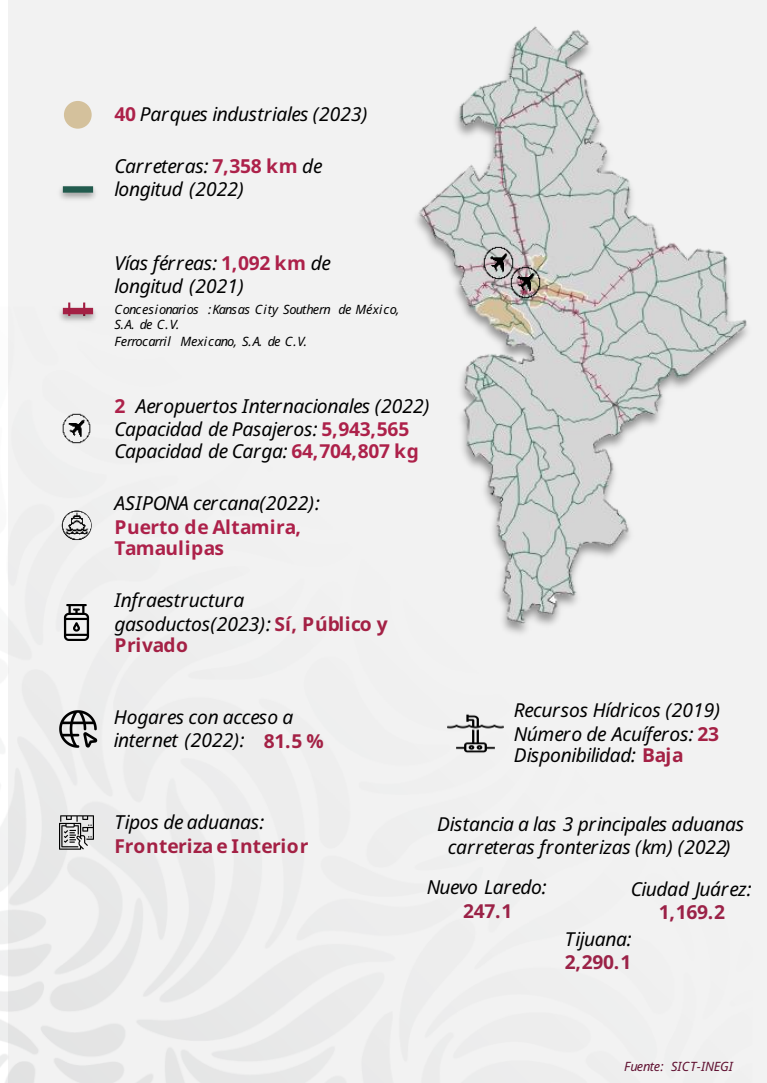 40 Parques industriales (2023)
Carreteras: 7,358 km de
longitud (2022)
Vías férreas: 1,092 km de
longitud (2021)
Concesionarios :Kansas City Southern de México,
S.A. de C.V.
Ferrocarril Mexicano, S.A. de C.V.
2 Aeropuertos Internacionales (2022)
Capacidad de Pasajeros: 5,943,565
Capacidad de Carga: 64,704,807 kg
ASIPONA cercana(2022):
Puerto de Altamira,
Tamaulipas
Infraestructura
gasoductos(2023): Sí, Público y
Privado
Hogares con acceso a
internet (2022): 81.5 %
Recursos Hídricos (2019)
Número de Acuíferos: 23
Disponibilidad: Baja
Tipos de aduanas:
Fronteriza e Interior
Distancia a las 3 principales aduanas
carreteras fronterizas (km) (2022)
Nuevo Laredo:
247.1
Ciudad Juárez:
1,169.2
Tijuana:
2,290.1
Fuente: SICT-INEGI